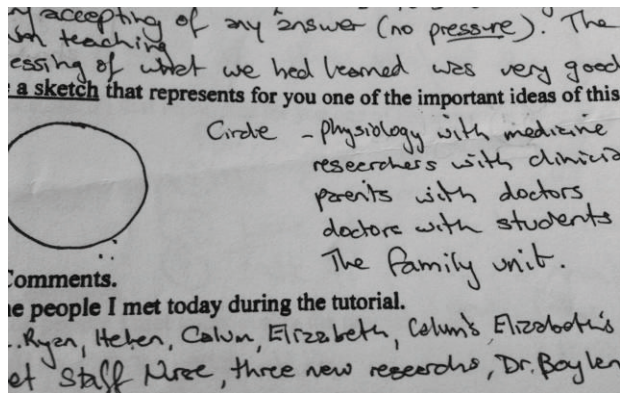 accepting of any answer (no pressure). The
teaching
essing of what we had learned was very good
a sketch that represents for you one of the important ideas of this
Circle - physiology with medicine
researchers with clinicia
parents with doctors
doctors with students
The family unit.
Comments.
e people I met today during the tutorial.
Ryan, Helen, Calum, Elizabeth, Calum's Elizabeth's
et Staff Nurse, three new researchs, Dr. Boylen